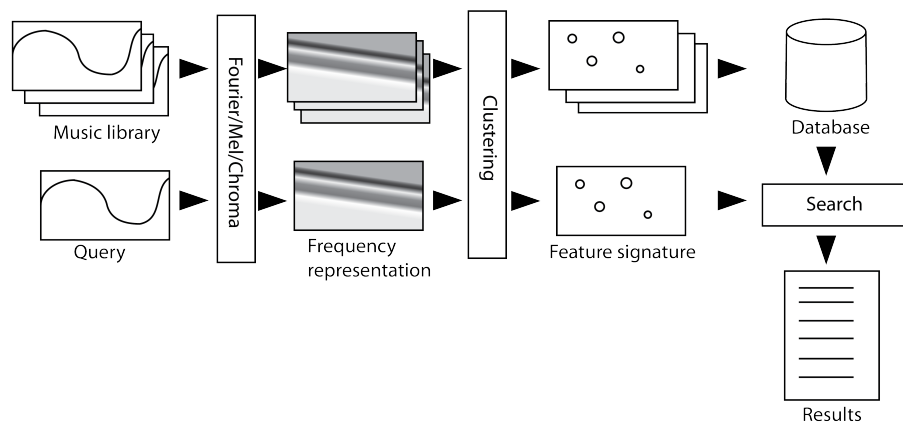 Music library
Fourier/Mel/Chroma
Clustering
Database
Query
Frequency
representation
Feature signature
Search
Results